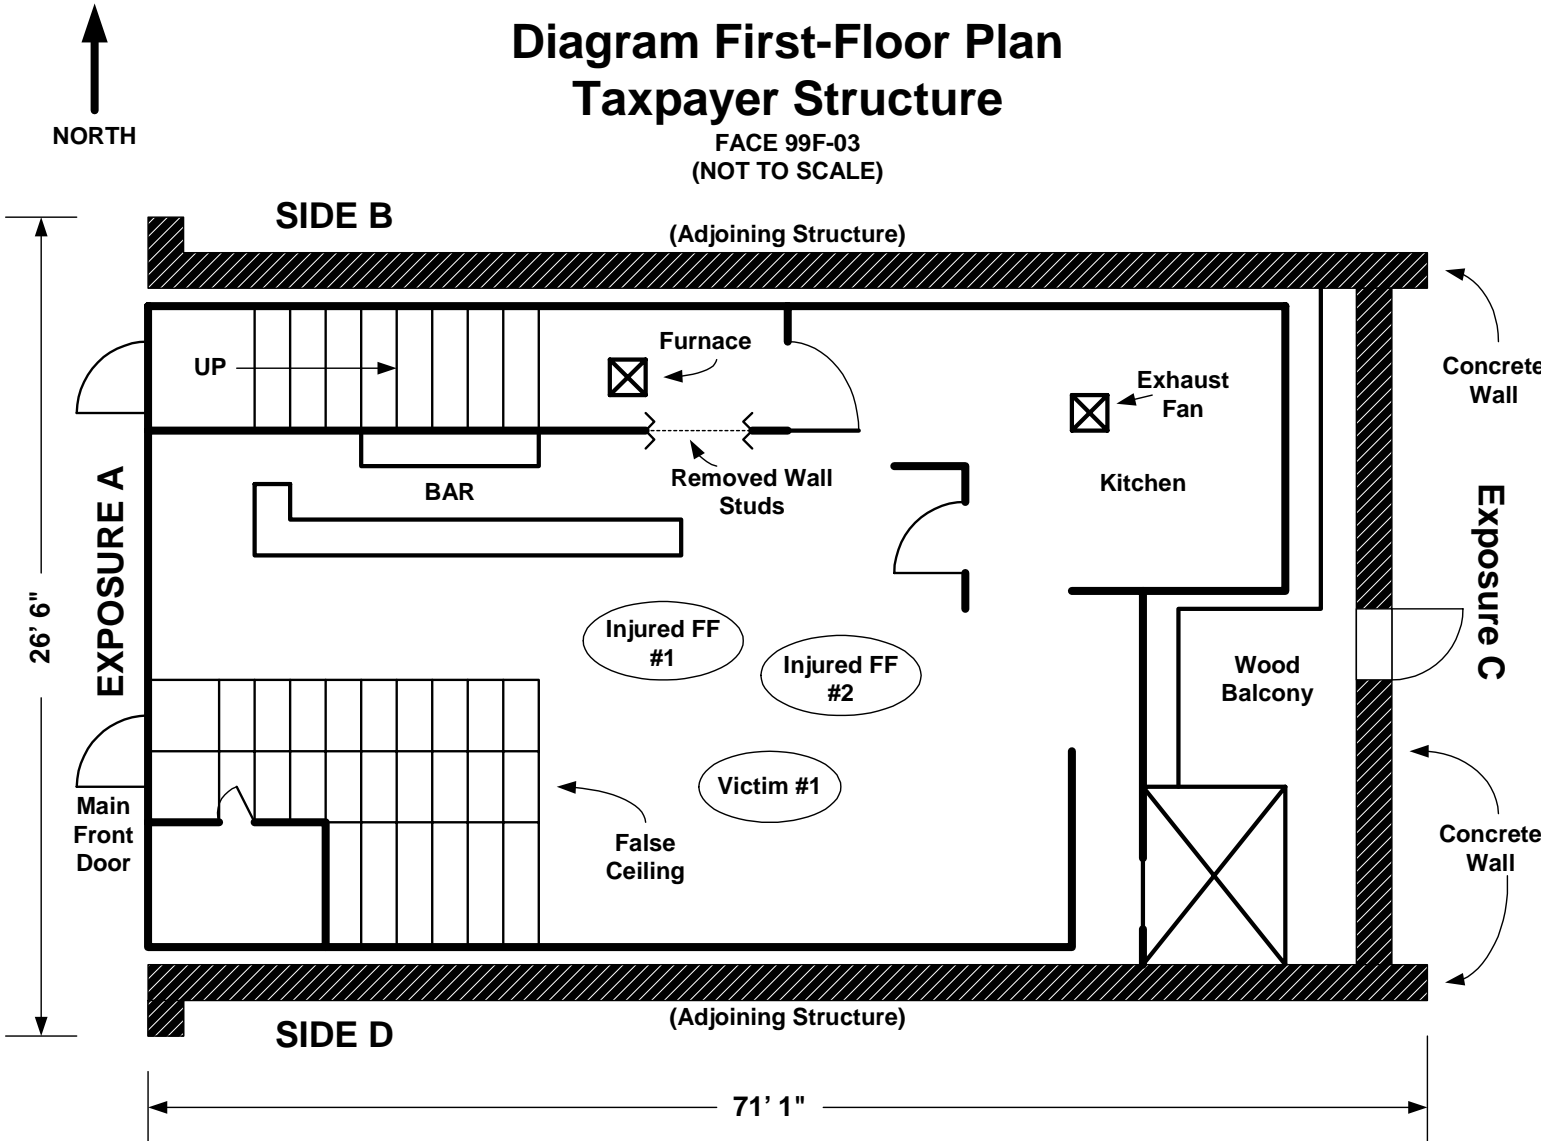 Diagram First-Floor Plan
Taxpayer Structure
FACE 99F-03
(NOT TO SCALE)
NORTH
SIDE B
(Adjoining Structure)
UP
Furnace
Exhaust
Fan
Concrete
Wall
BAR
Removed Wall
Studs
Kitchen
EXPOSURE A
Exposure C
26' 6"
Injured FF
#1
Injured FF
#2
Wood
Balcony
Victim #1
Main
Front
Door
False
Ceiling
Concrete
Wall
SIDE D
(Adjoining Structure)
71' 1"